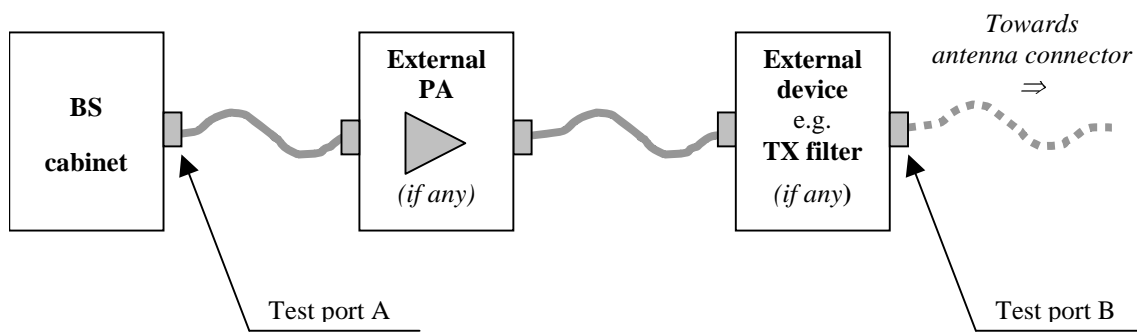 BS
cabinet
External
PA
(if any)
External
device
e.g.
TX filter
(if any)
Towards
antenna connector
⇒
Test port A
Test port B